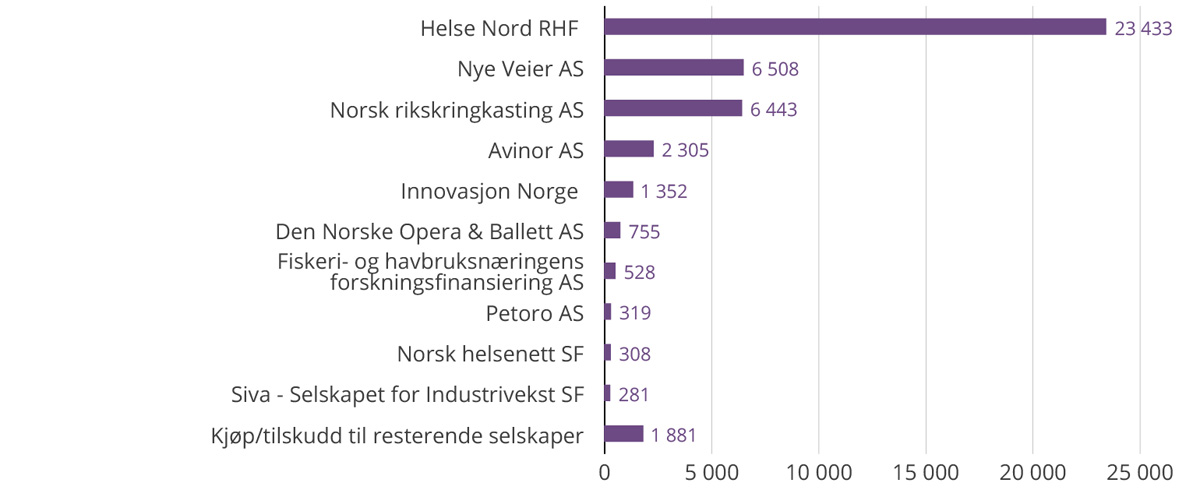 Helse Nord RHF 23 433
Nye Veier AS 6 508
Norsk rikskringkasting AS 6 443
Avinor AS 2 305
Innovasjon Norge 1 352
Den Norske Opera & Ballett AS 755
Fiskeri- og havbruksnæringens
forskningsfinansiering AS 528
Petoro AS 319
Norsk helsenett SF 308
Siva - Selskapet for Industrivekst SF 281
Kjøp/tilskudd til resterende selskaper 1 881
0 5 000 10 000 15 000 20 000 25 000